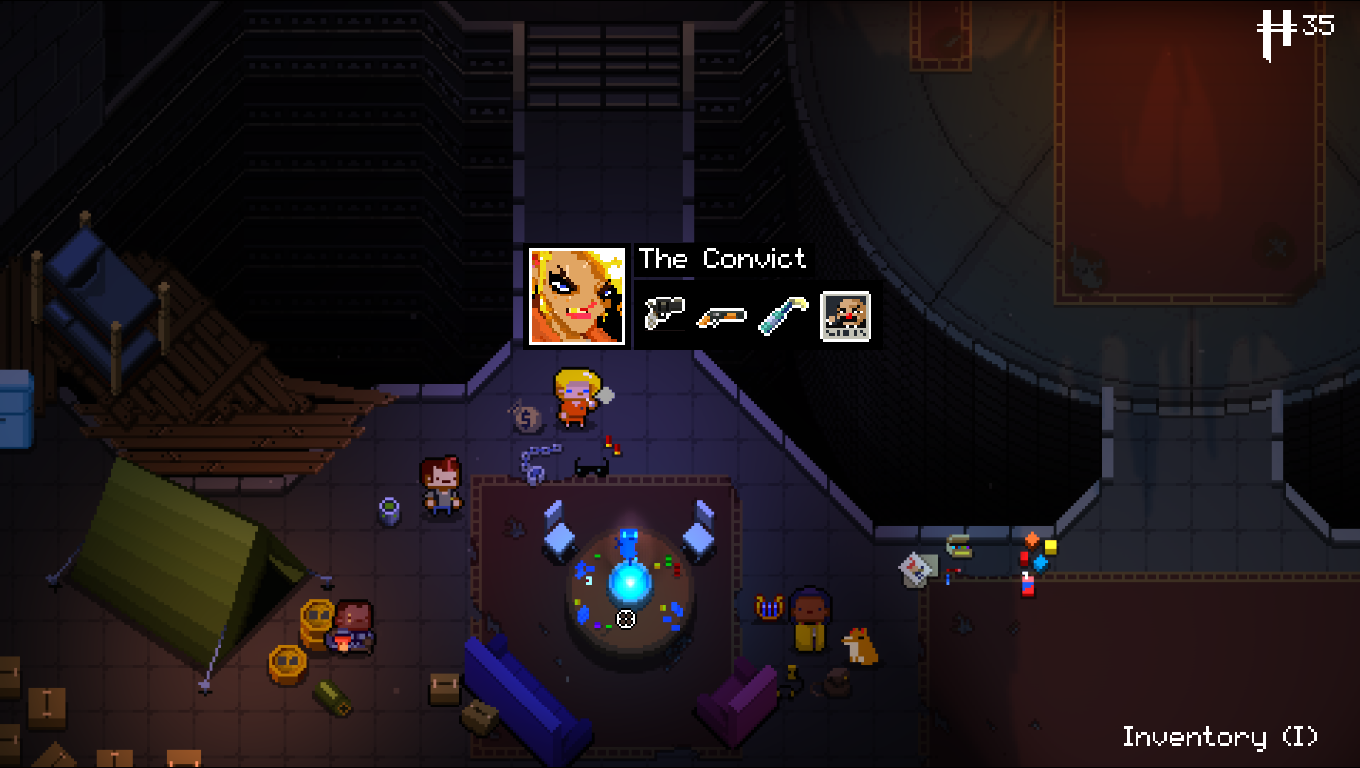 35
The Convict
$
Inventory (I)